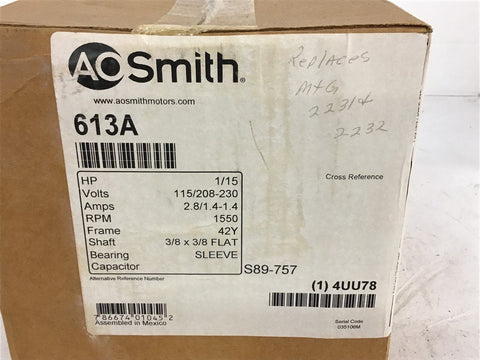 AO Smith®
www.aosmithmotors.com
613A
Replaces
M+G
22314
2232
HP 1/15
Volts 115/208-230
Amps 2.8/1.4-1.4
RPM 1550
Frame 42Y
Shaft 3/8 x 3/8 FLAT
Bearing SLEEVE
Capacitor
Cross Reference
S89-757
Alternative Reference Number
(1) 4UU78
7 86674 01045 2
Assembled in Mexico
Serial Code
035106M